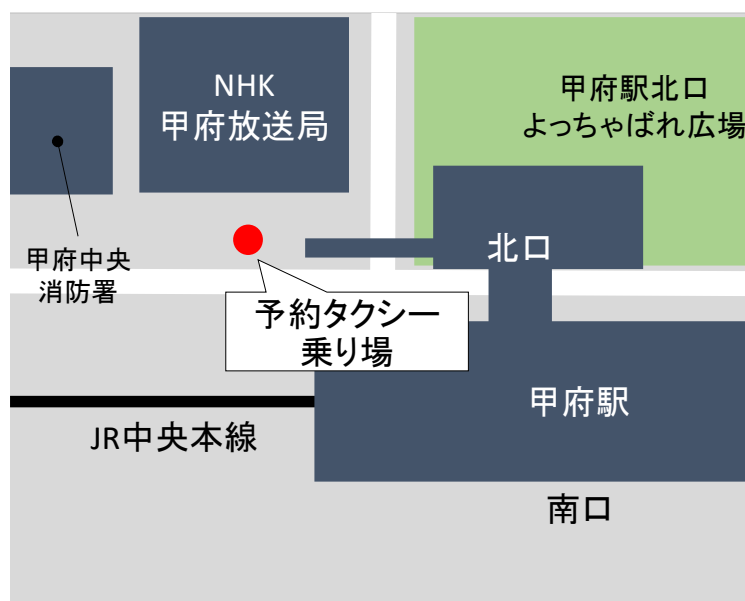 NHK
甲府放送局
甲府駅北口
よっちゃばれ広場
甲府中央
消防署
北口
予約タクシー
乗り場
甲府駅
JR中央本線
南口